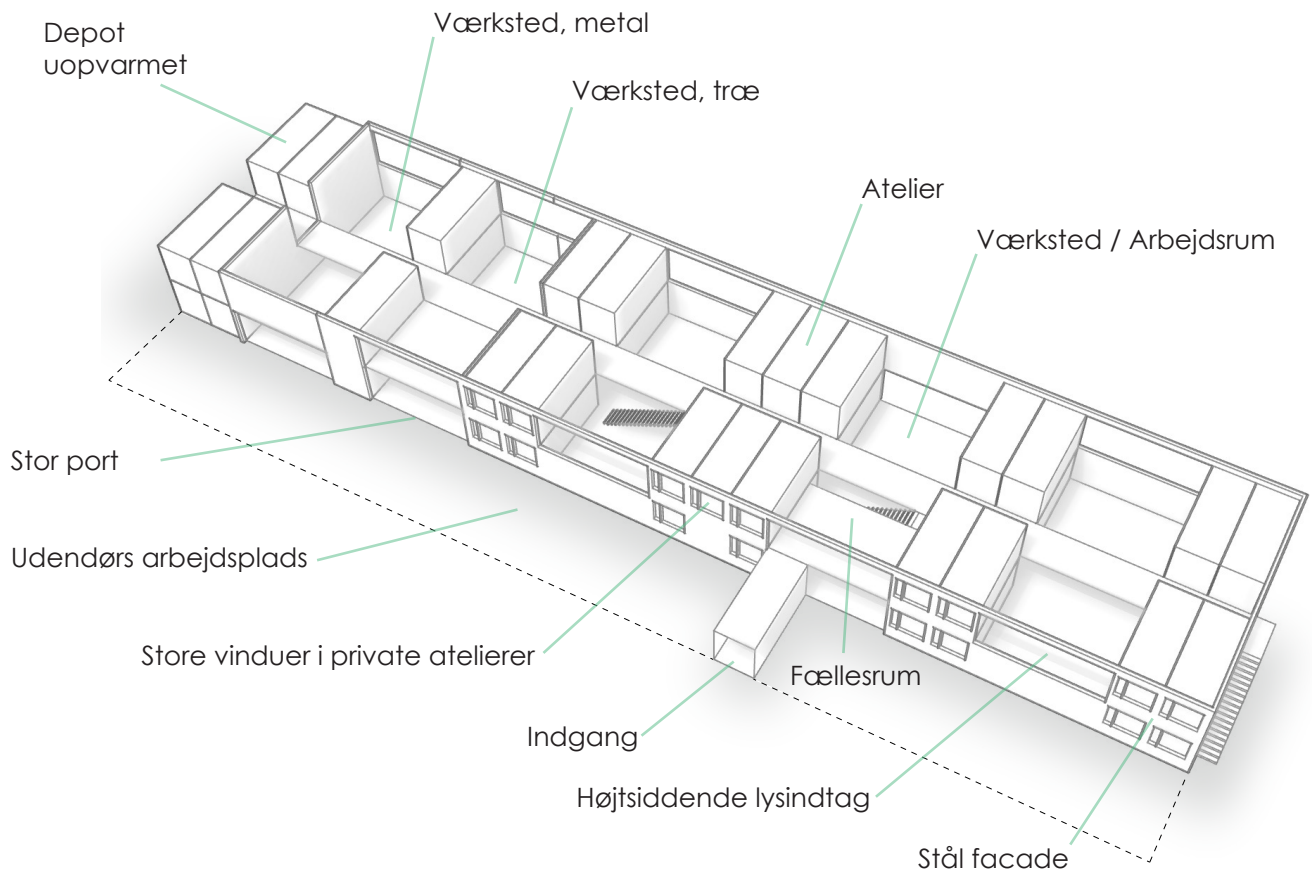 Depot
uopvarmet
Værksted, metal
Værksted, træ
Atelier
Værksted / Arbejdsrum
Stor port
Udendørs arbejdsplads
Store vinduer i private atelierer
Fællesrum
Indgang
Højtsiddende lysindtag
Stål facade